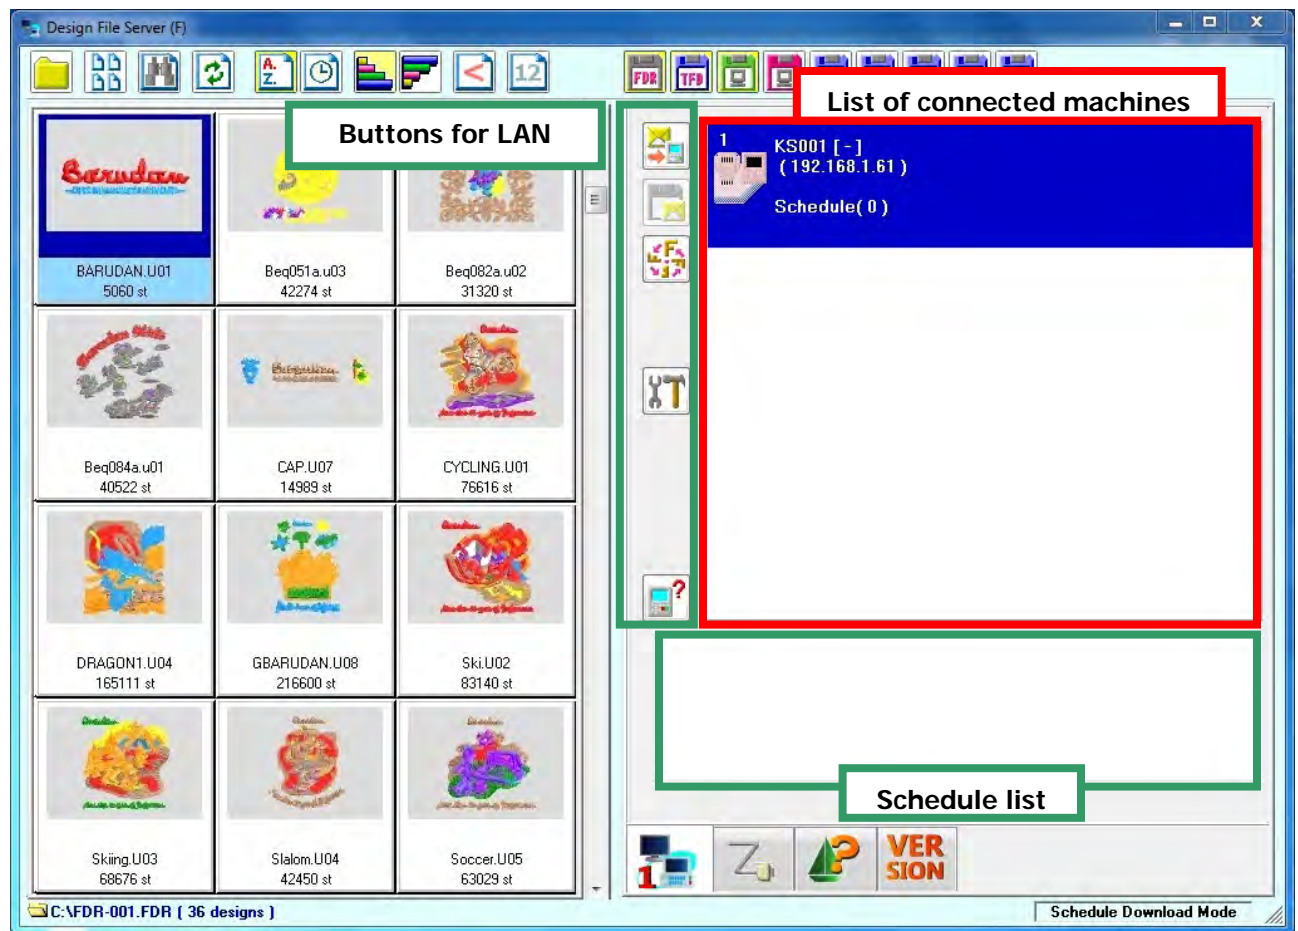 Design File Server (F)
A.
Z.
<
12
FDR
TFD
List of connected machines
Buttons for LAN
1
KS001 [ - ]
( 192.168.1.61 )
Schedule( 0 )
Barudan
BARUDAN.U01
5060 st
Beq051a.u03
42274 st
Beq082a.u02
31320 st
Beq084a.u01
40522 st
CAP.U07
14989 st
CYCLING.U01
76616 st
DRAGON1.U04
165111 st
GBARUDAN.U08
216600 st
Ski.U02
83140 st
Skiing.U03
68676 st
Slalom.U04
42450 st
Soccer.U05
63029 st
Schedule list
1
?
VER
SION
C:\FDR-001.FDR ( 36 designs )
Schedule Download Mode